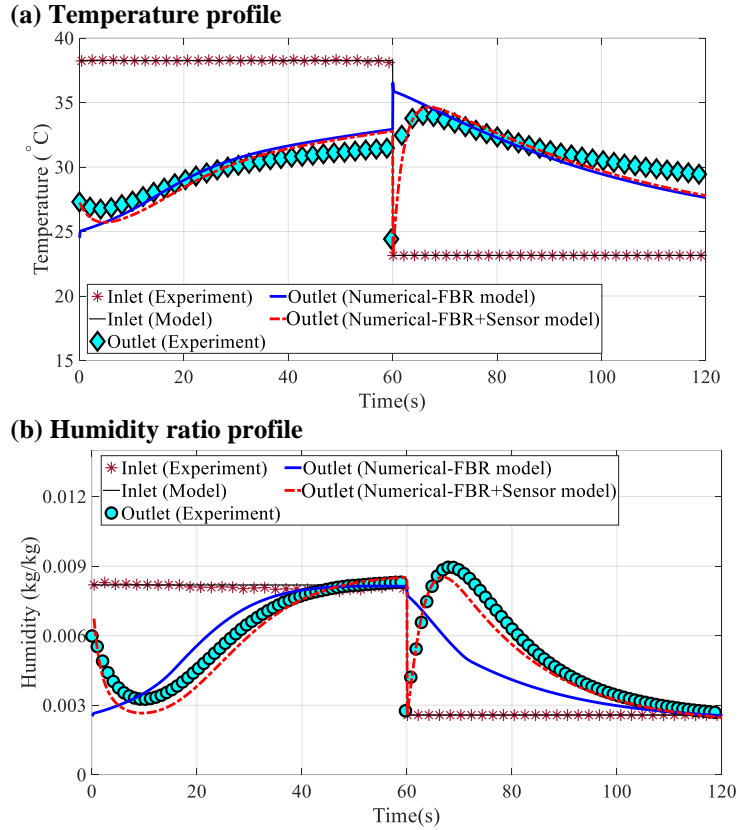 (a) Temperature profile
40
35
30
25
20
15
Temperature (°C)
Inlet (Experiment) Outlet (Numerical-FBR model)
Inlet (Model) Outlet (Numerical-FBR+Sensor model)
Outlet (Experiment)
0 20 40 60 80 100 120
Time(s)
(b) Humidity ratio profile
0.012
0.009
0.006
0.003
0
Humidity (kg/kg)
Inlet (Experiment) Outlet (Numerical-FBR model)
Inlet (Model) Outlet (Numerical-FBR+Sensor model)
Outlet (Experiment)
0 20 40 60 80 100 120
Time(s)